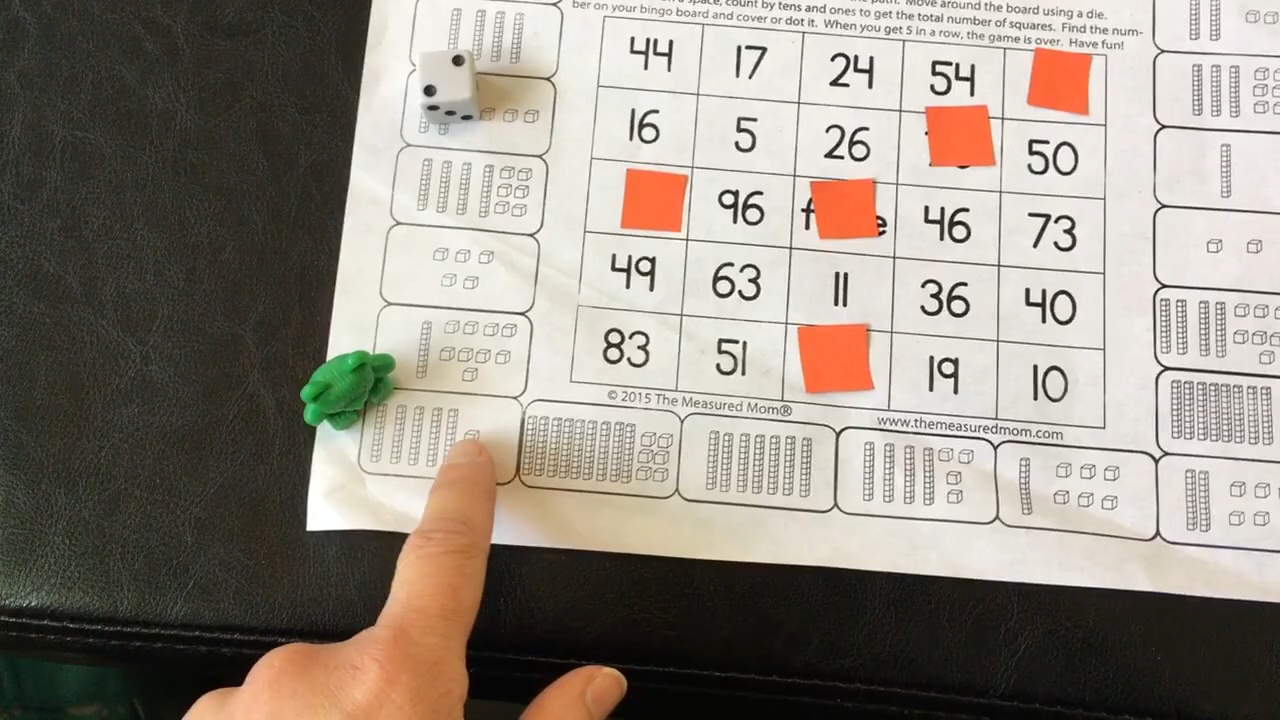 the path. Move around the board using a die.
a space, count by tens and ones to get the total number of squares. Find the num-
ber on your bingo board and cover or dot it. When you get 5 in a row, the game is over. Have fun!
44 17 24 54
16 5 26 50
96 46 73
49 63 11 36 40
83 51 19 10
© 2015 The Measured Mom®
www.themeasuredmom.com